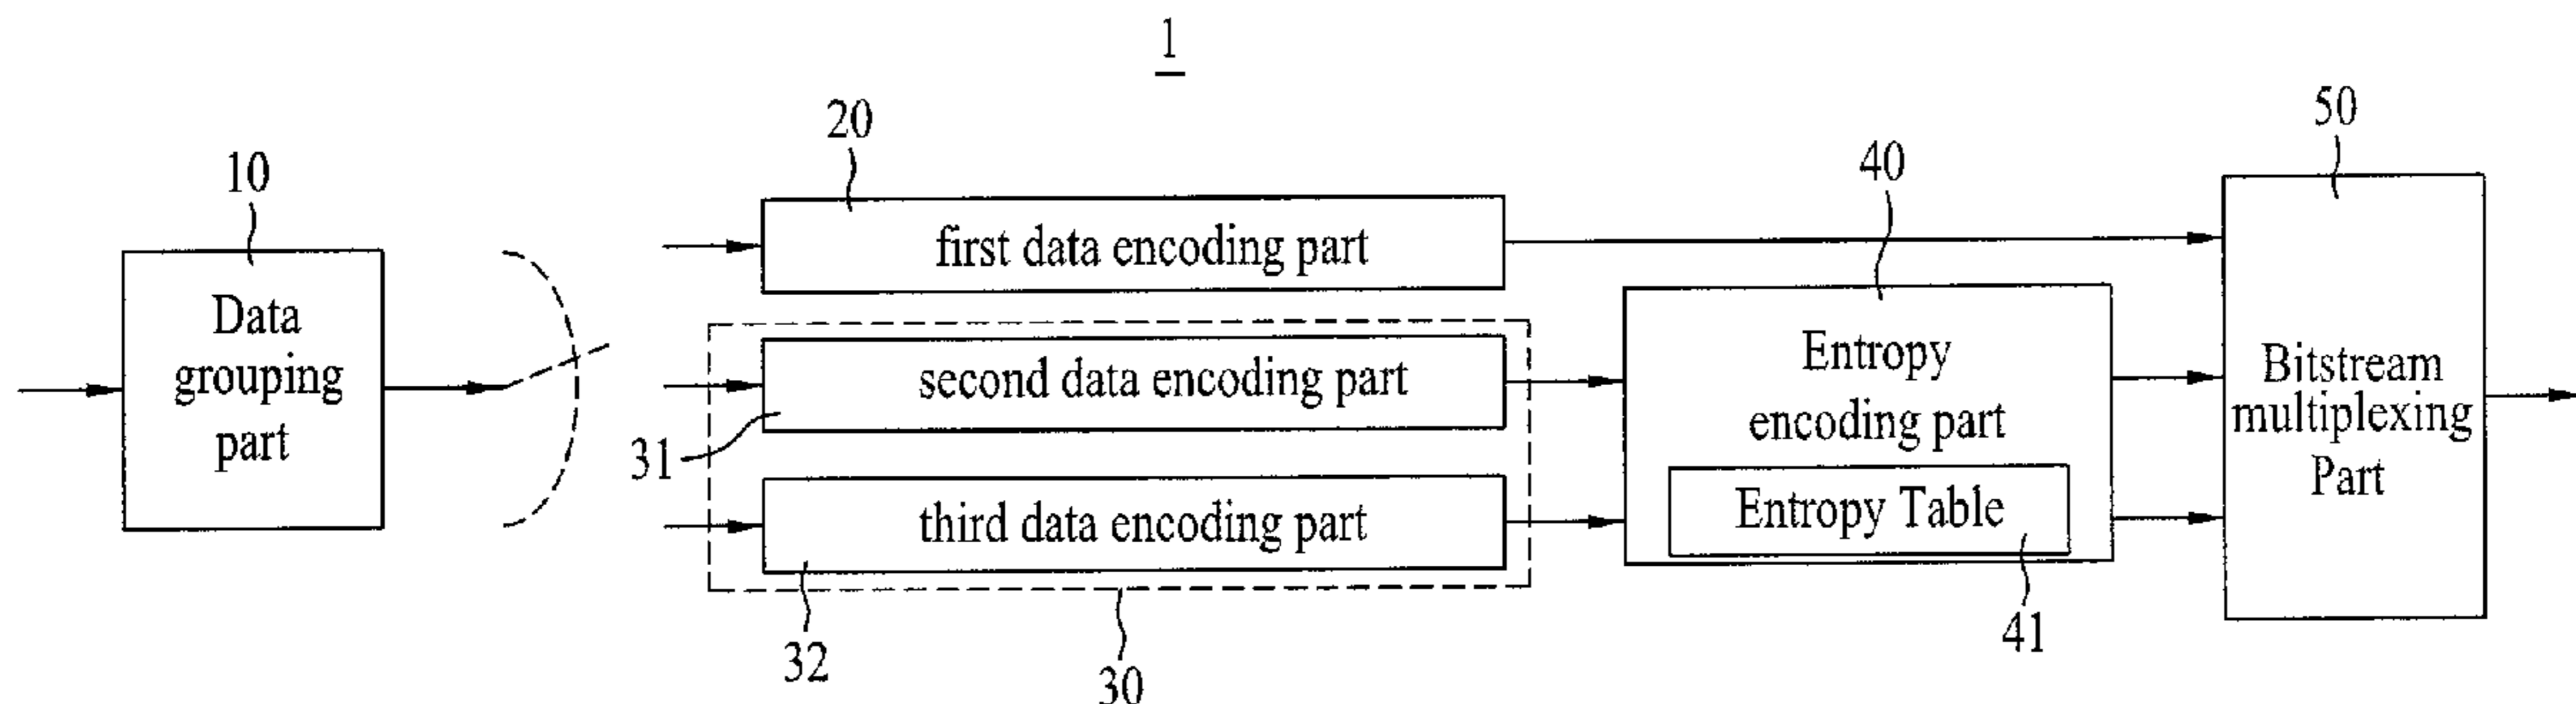 1
10
Data
grouping
part
20
first data encoding part
second data encoding part
31
third data encoding part
32
30
40
Entropy
encoding part
Entropy Table
41
50
Bitstream
multiplexing
Part